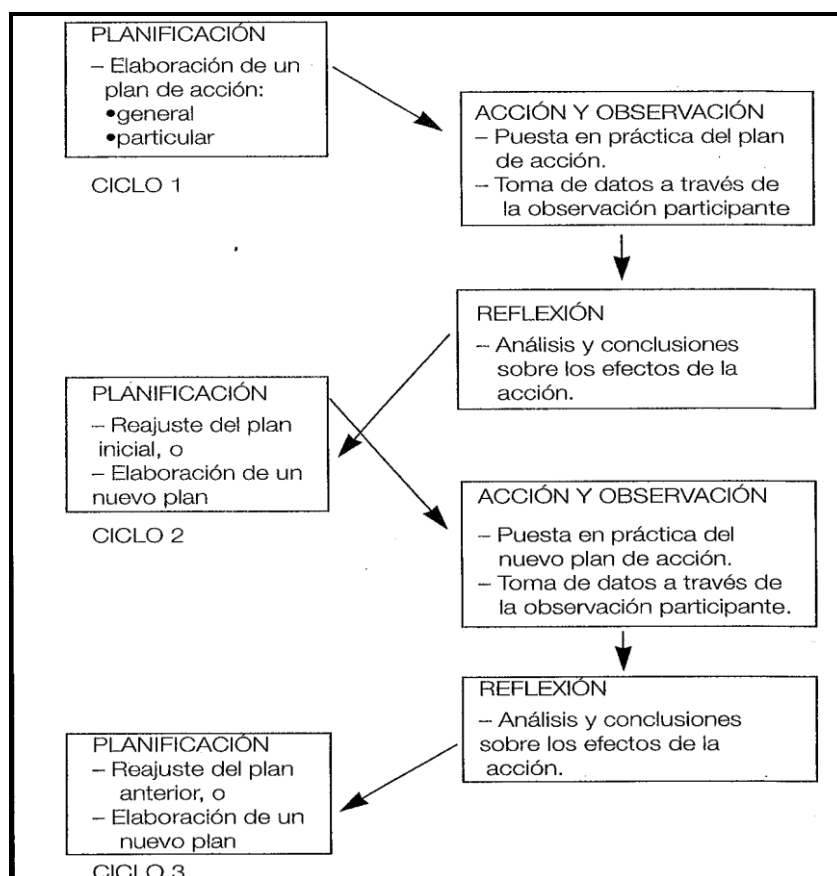 PLANIFICACIÓN
– Elaboración de un
plan de acción:
•general
•particular
CICLO 1
ACCIÓN Y OBSERVACIÓN
– Puesta en práctica del plan
de acción.
– Toma de datos a través de
la observación participante
REFLEXIÓN
– Análisis y conclusiones
sobre los efectos de la
acción.
PLANIFICACIÓN
– Reajuste del plan
inicial, o
– Elaboración de un
nuevo plan
CICLO 2
ACCIÓN Y OBSERVACIÓN
– Puesta en práctica del
nuevo plan de acción.
– Toma de datos a través de
la observación participante.
REFLEXIÓN
– Análisis y conclusiones
sobre los efectos de la
acción.
PLANIFICACIÓN
– Reajuste del plan
anterior, o
– Elaboración de un
nuevo plan
CICLO 3